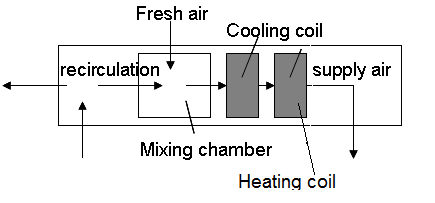 Fresh air
Cooling coil
recirculation
supply air
Mixing chamber
Heating coil